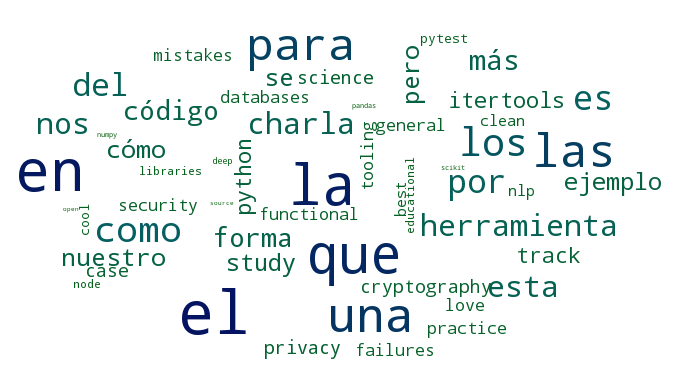 para
pytest
mistakes
más
pero
se science
del
databases
itertools
es
pandas
código
nos
charla
general
clean
numpy
los
las
cómo
tooling
deep
libraries
python
scikit
en
la
best
educational
por
nlp
ejemplo
source
open
cool
security
functional
herramienta
como
forma
que
nuestro
study
track
case
node
cryptography
esta
el
una
love
practice
privacy
failures